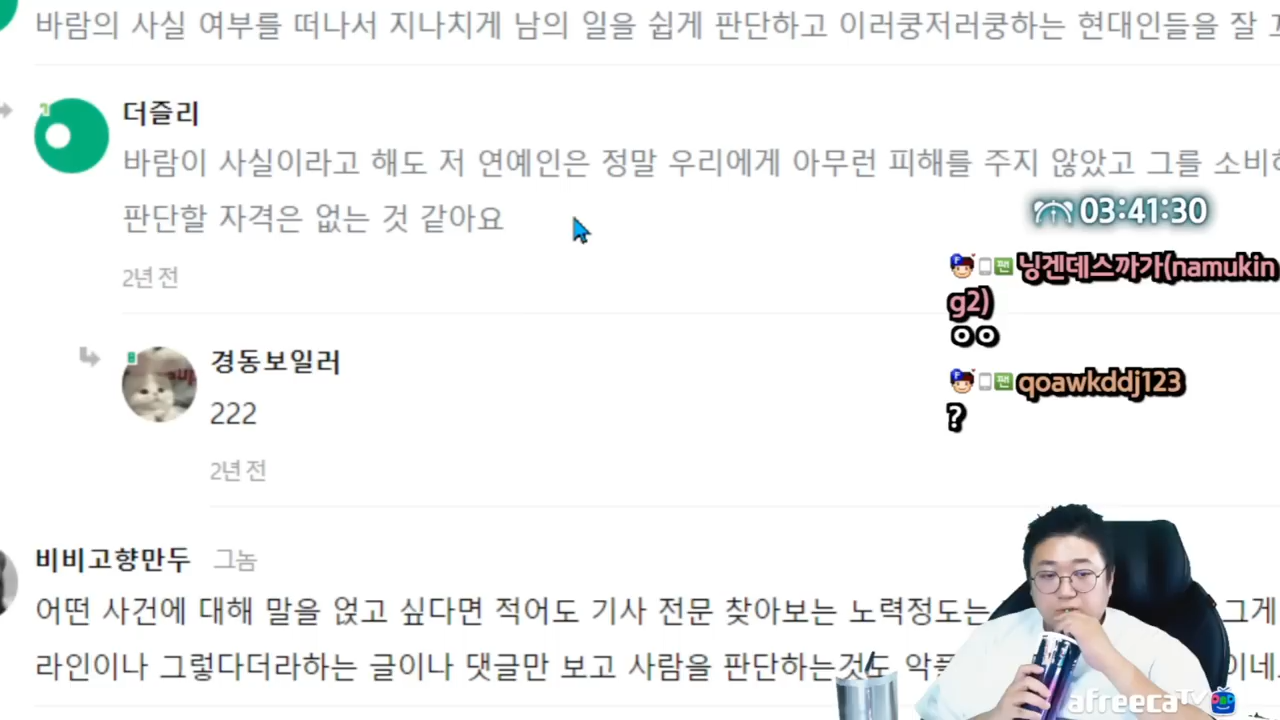 바람의 사실 여부를 떠나서 지나치게 남의 일을 쉽게 판단하고 이러쿵저러쿵하는 현대인들을 잘
더즐리
바람이 사실이라고 해도 저 연예인은 정말 우리에게 아무런 피해를 주지 않았고 그를 소비
판단할 자격은 없는 것 같아요
2년 전
03:41:30
팬 닝겐데스까가(namukin
g2)
ㅇㅇ
팬 qoawkddj123
?
경동보일러
222
2년 전
비비고향만두 그놈
어떤 사건에 대해 말을 얹고 싶다면 적어도 기사 전문 찾아보는 노력정도는 그게
라인이나 그렇다더라하는 글이나 댓글만 보고 사람을 판단하는것도 악플 이네
afreecaTV